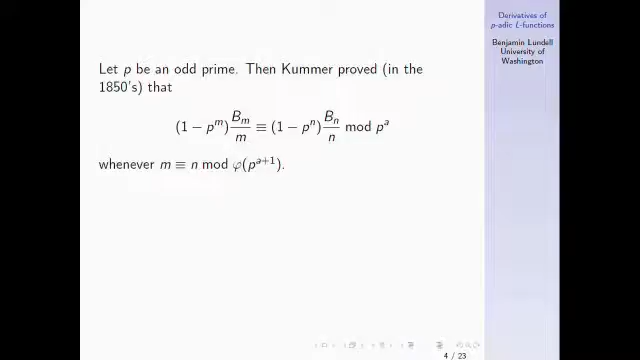 Derivatives of
p-adic L-functions
Benjamin Lundell
University of
Washington
Let p be an odd prime. Then Kummer proved (in the
1850's) that
(1 − p^m) B_m/m ≡ (1 − p^n) B_n/n mod p^a
whenever m ≡ n mod φ(p^{a+1}).
4 / 23